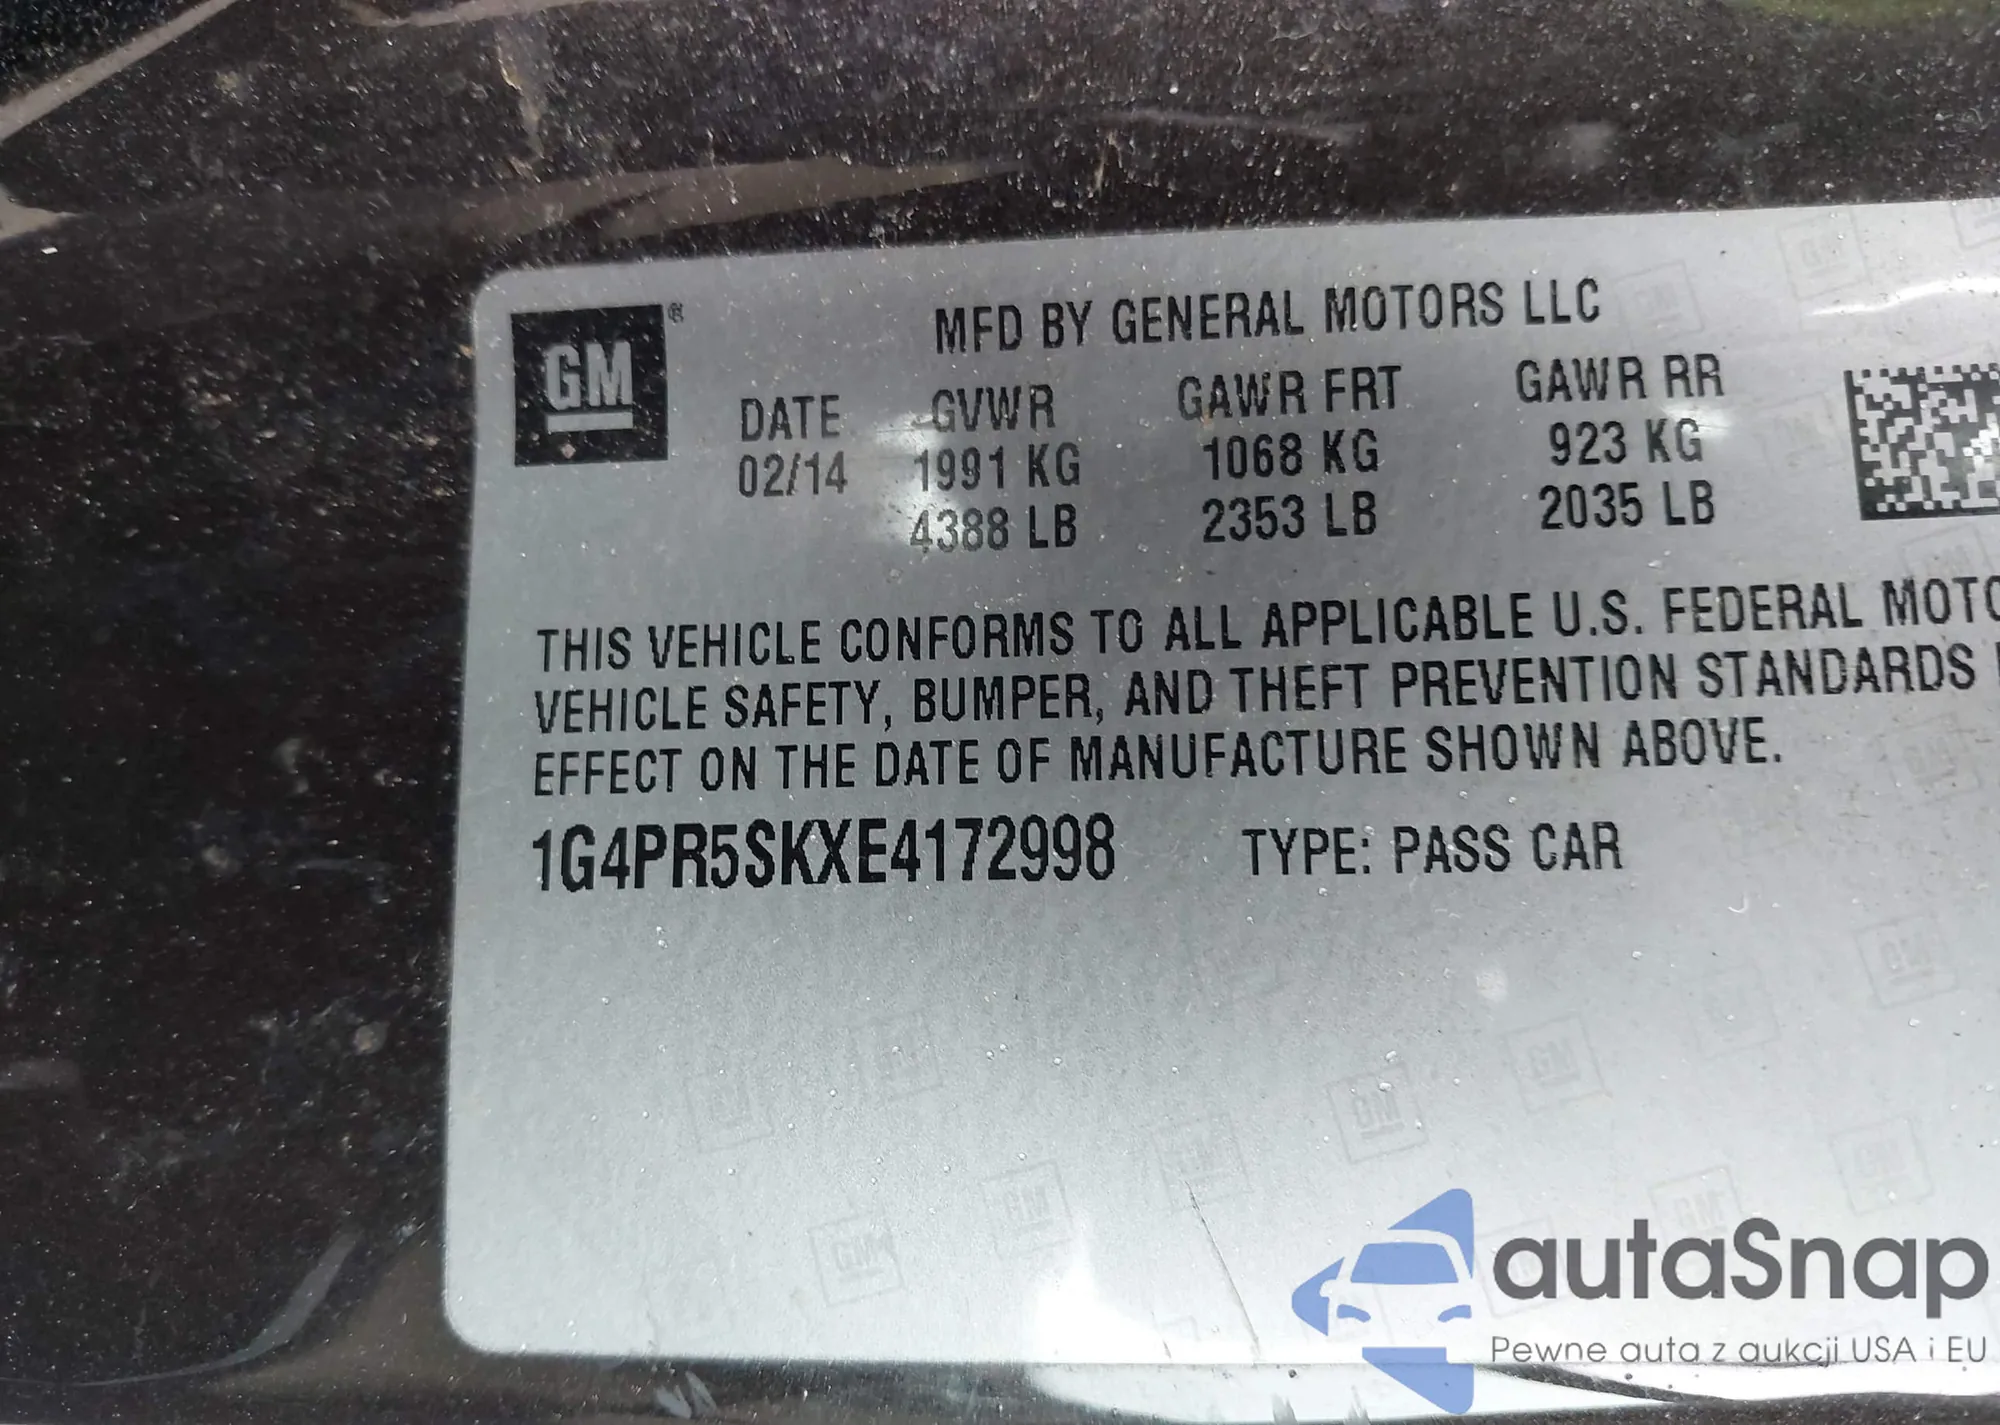 GM®
MFD BY GENERAL MOTORS LLC
DATE GVWR GAWR FRT GAWR RR
02/14 1991 KG 1068 KG 923 KG
4388 LB 2353 LB 2035 LB
THIS VEHICLE CONFORMS TO ALL APPLICABLE U.S. FEDERAL MOTO
VEHICLE SAFETY, BUMPER, AND THEFT PREVENTION STANDARDS
EFFECT ON THE DATE OF MANUFACTURE SHOWN ABOVE.
1G4PR5SKXE4172998 TYPE: PASS CAR
autaSnap
Pewne auta z aukcji USA i EU